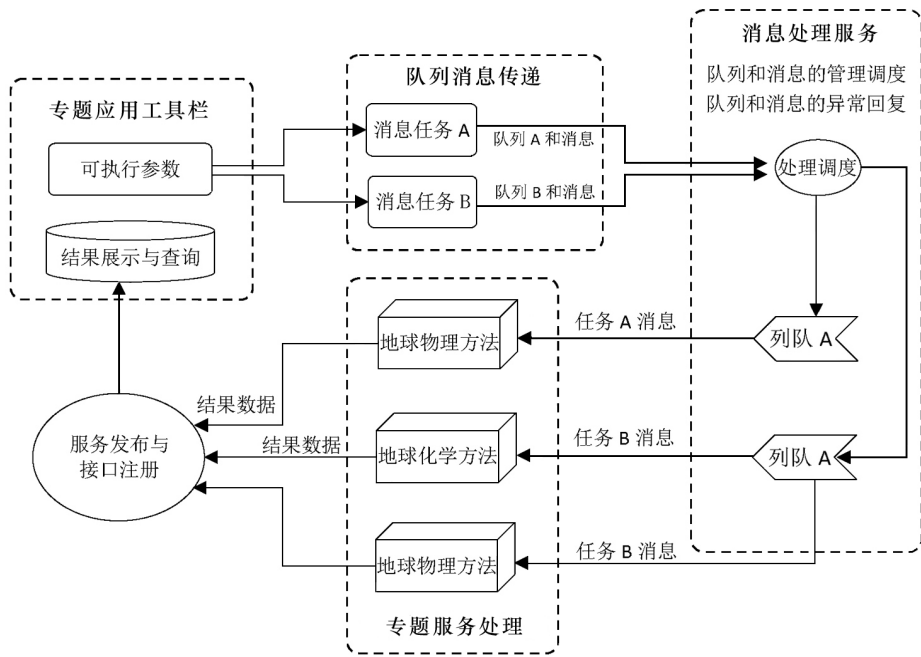 消息处理服务
队列和消息的管理调度
队列和消息的异常回复
队列消息传递
专题应用工具栏
可执行参数
消息任务 A
队列 A 和消息
消息任务 B
队列 B 和消息
处理调度
结果展示与查询
地球物理方法
任务 A 消息
列队 A
结果数据
服务发布与
接口注册
结果数据
地球化学方法
任务 B 消息
列队 A
地球物理方法
任务 B 消息
专题服务处理